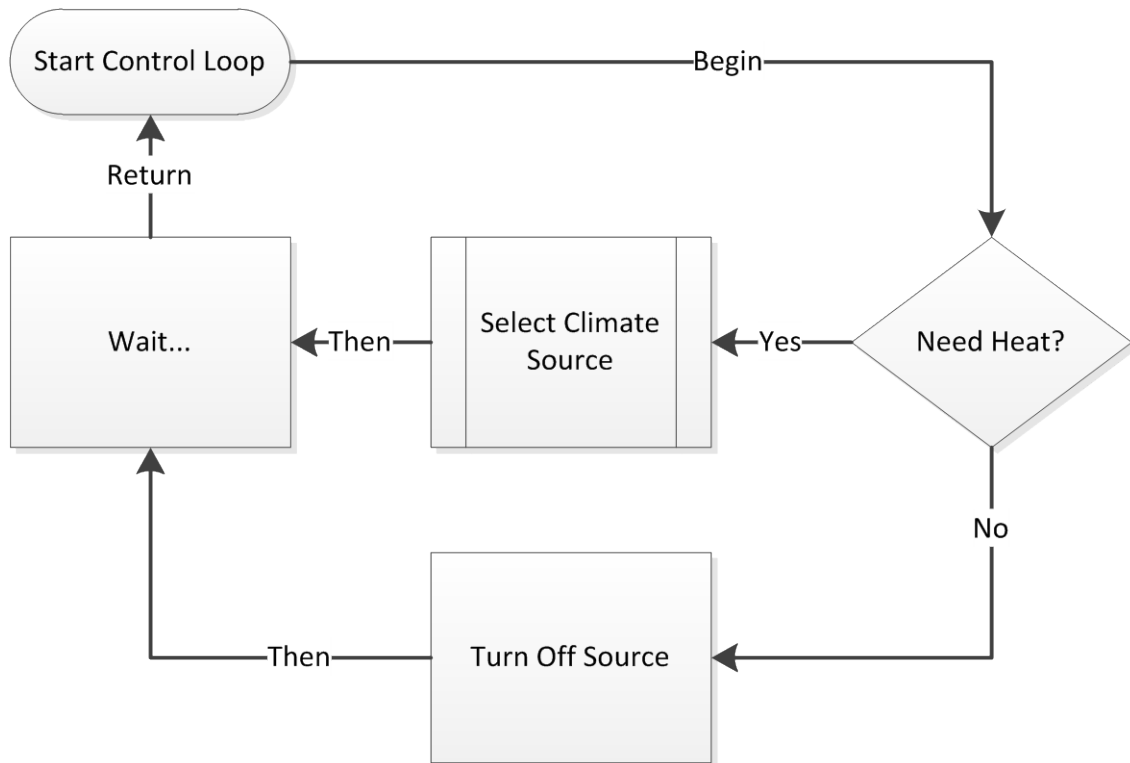 Start Control Loop
Begin
Return
Wait...
Then
Select Climate
Source
Yes
Need Heat?
No
Then
Turn Off Source